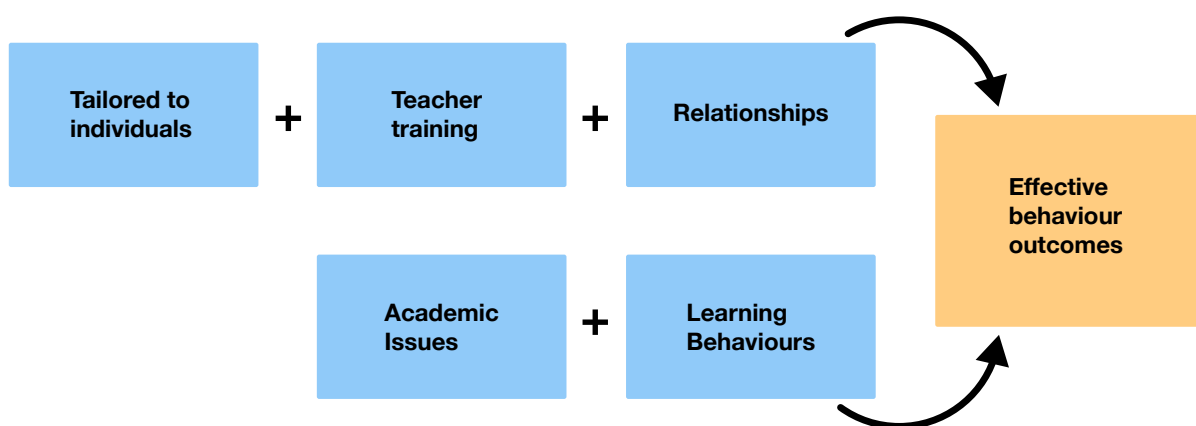 Tailored to
individuals
+
Teacher
training
+
Relationships
Effective
behaviour
outcomes
Academic
Issues
+
Learning
Behaviours